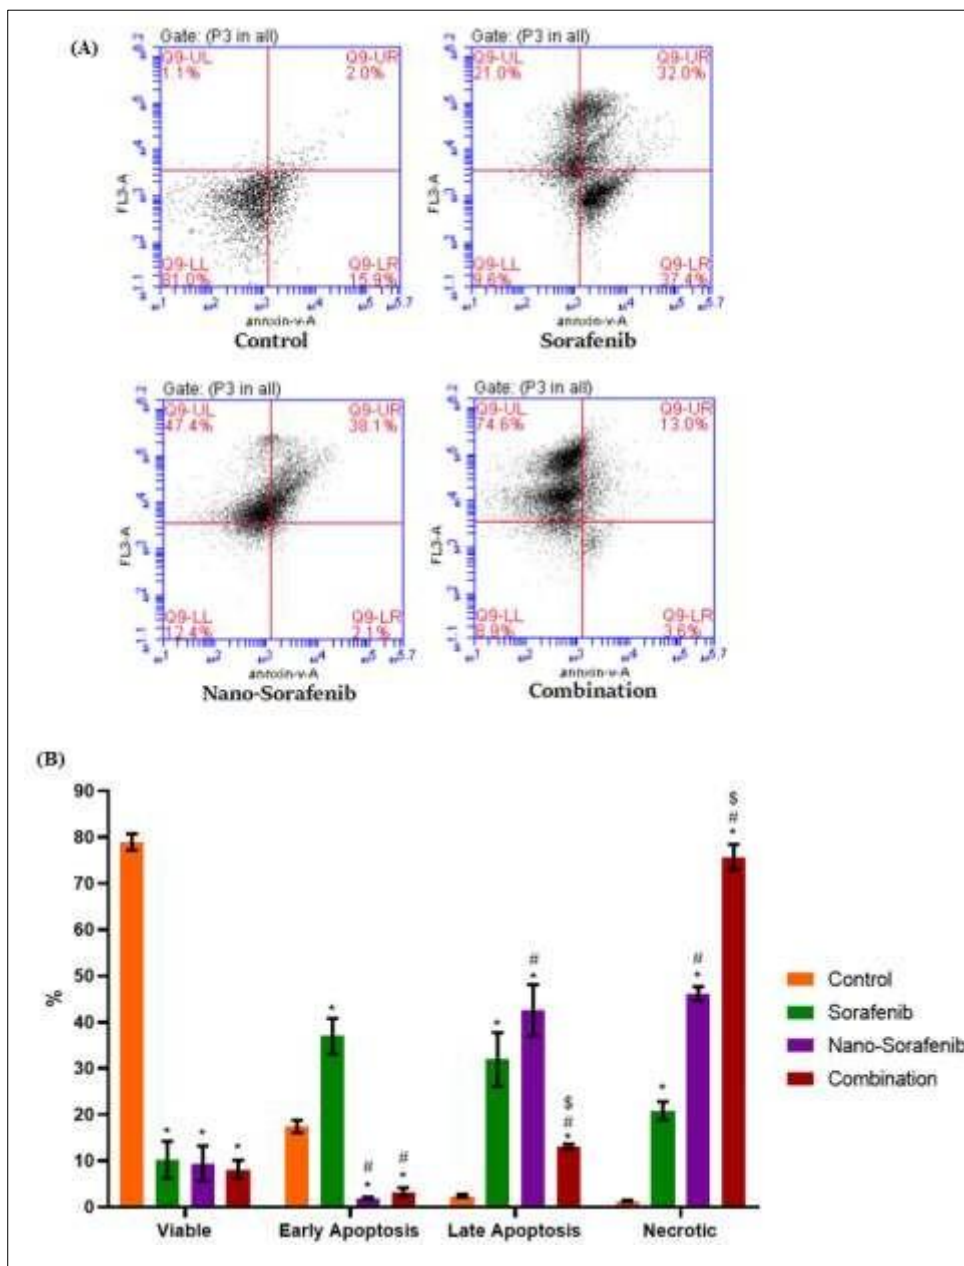 (A)
Gate: (P3 in all)
Q9-UL
1.1%
Q9-UR
2.0%
FL3-A
Q9-LL
81.0%
Q9-LR
15.9%
annxin-v-A
Control
Gate: (P3 in all)
Q9-UL
21.0%
Q9-UR
32.0%
FL3-A
Q9-LL
9.6%
Q9-LR
37.4%
annxin-v-A
Sorafenib
Gate: (P3 in all)
Q9-UL
47.4%
Q9-UR
38.1%
FL3-A
Q9-LL
12.4%
Q9-LR
2.1%
annxin-v-A
Nano-Sorafenib
Gate: (P3 in all)
Q9-UL
74.6%
Q9-UR
13.0%
FL3-A
Q9-LL
8.8%
Q9-LR
3.6%
annxin-v-A
Combination
(B)
%
90
80
70
60
50
40
30
20
10
0
*
*
*
*
#
*
#
*
*
#
*
$
#
*
*
#
*
$
#
*
Viable
Early Apoptosis
Late Apoptosis
Necrotic
Control
Sorafenib
Nano-Sorafenib
Combination